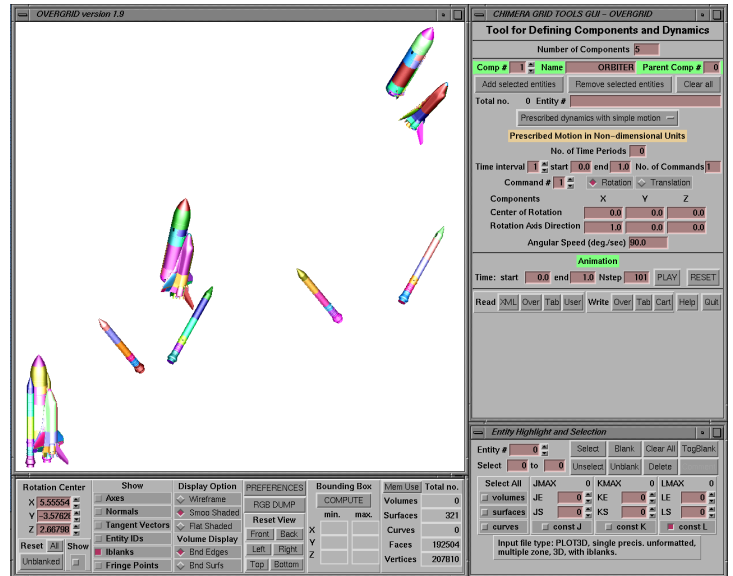 OVERGRID version 1.9
CHIMERA GRID TOOLS GUI - OVERGRID
Tool for Defining Components and Dynamics
Number of Components 5
Comp # 1 Name ORBITER Parent Comp # 0
Add selected entities Remove selected entities Clear all
Total no. 0 Entity #
Prescribed dynamics with simple motion
Prescribed Motion in Non-dimensional Units
No. of Time Periods 0
Time interval 1 start 0.0 end 1.0 No. of Commands 1
Command # 1 Rotation Translation
Components X Y Z
Center of Rotation 0.0 0.0 0.0
Rotation Axis Direction 1.0 0.0 0.0
Angular Speed (deg./sec) 90.0
Animation
Time: start 0.0 end 1.0 Nstep 101 PLAY RESET
Read XML Over Tab User Write Over Tab Cart Help Quit
Entity Highlight and Selection
Entity # 0 Select Blank Clear All TogBlank
Select 0 to 0 Unselect Unblank Delete
Select All JMAX 0 KMAX 0 LMAX 0
volumes JE 0 KE 0 LE 0
surfaces JS 0 KS 0 LS 0
curves const J const K const L
Input file type: PLOT3D, single precis. unformatted,
multiple zone, 3D, with iblanks.
Rotation Center
X 5.55554
Y -3.57628
Z 2.66798
Reset All Show
Unblanked
Show
Axes
Normals
Tangent Vectors
Entity IDs
Iblanks
Fringe Points
Display Option
Wireframe
Smoo Shaded
Flat Shaded
Volume Display
Bnd Edges
Bnd Surfs
PREFERENCES
RGB DUMP
Reset View
Front Back
Left Right
Top Bottom
Bounding Box
COMPUTE
min. max.
X
Y
Z
Mem Use Total no.
Volumes 0
Surfaces 321
Curves 0
Faces 192504
Vertices 207810